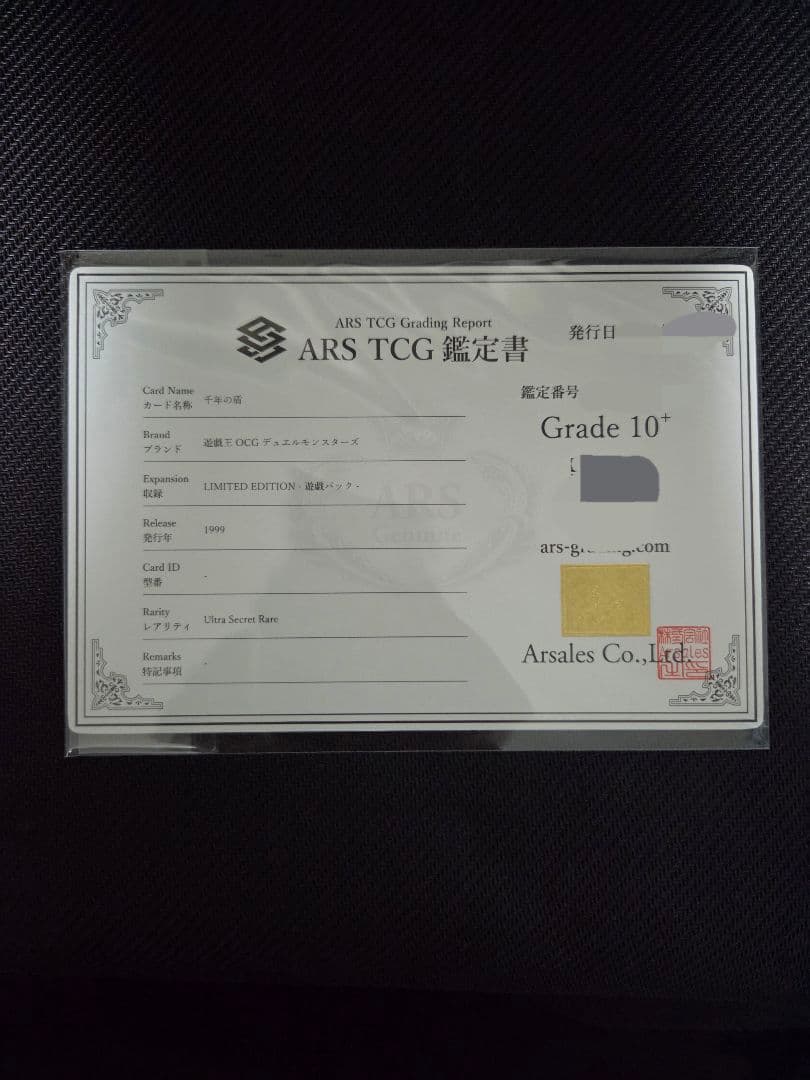 ARS TCG Grading Report
ARS TCG 鑑定書
発行日
Card Name
カード名称
千年の盾
Brand
ブランド
遊戯王 OCG デュエルモンスターズ
Expansion
収録
LIMITED EDITION - 遊戯パック -
Release
発行年
1999
Card ID
型番
-
Rarity
レアリティ
Ultra Secret Rare
Remarks
特記事項
-
鑑定番号
Grade 10+
.com
Arsales Co.,Ltd.
ARS
Genuine